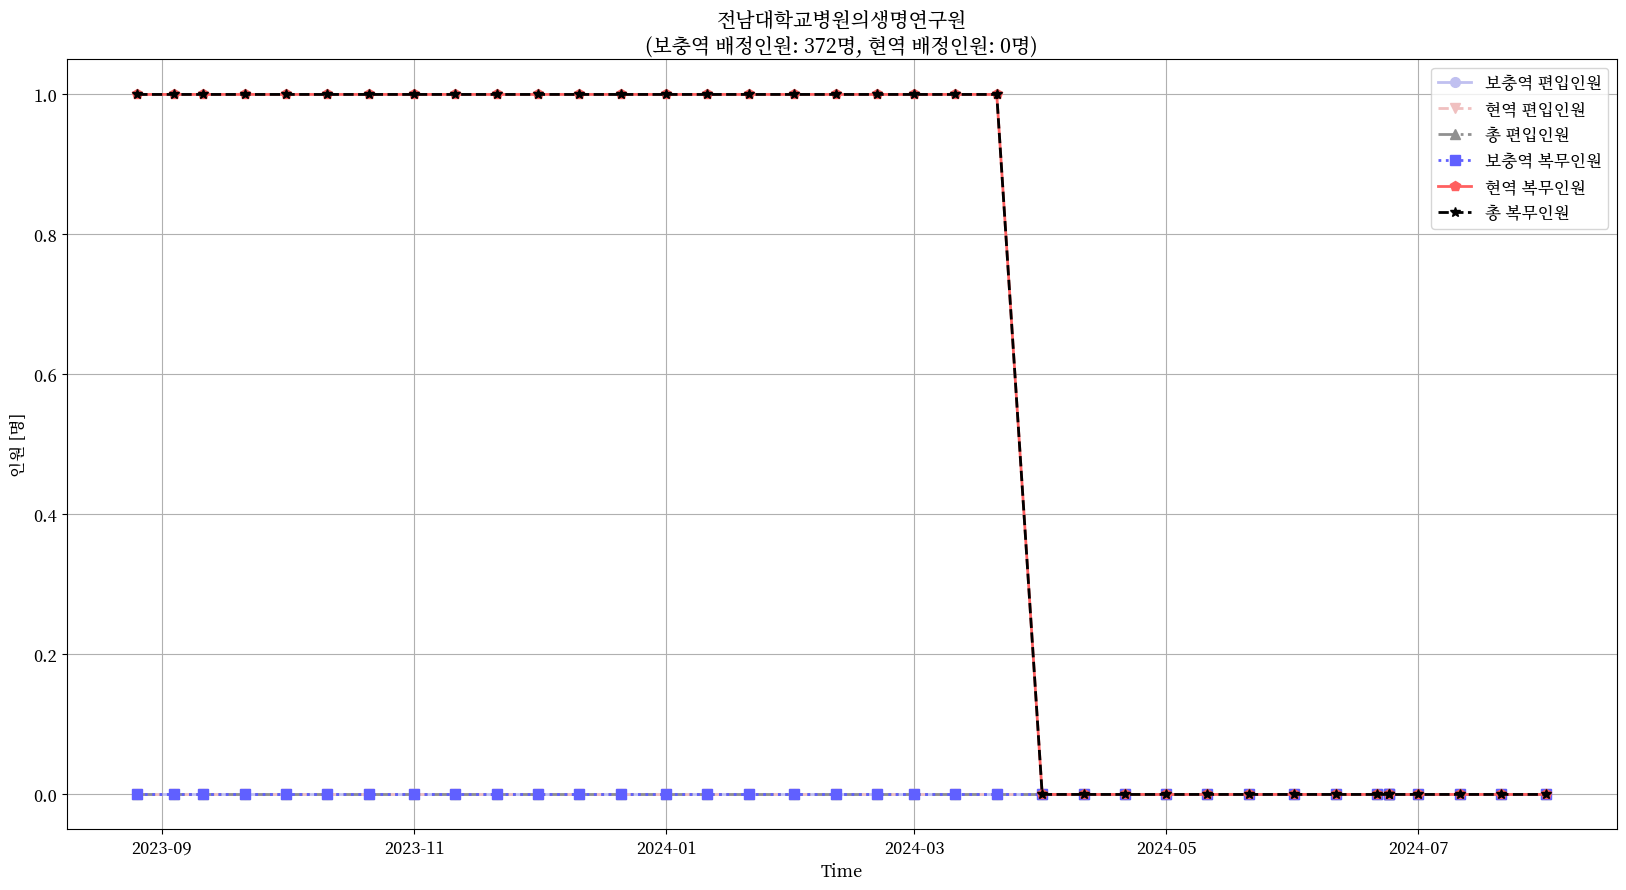 전남대학교병원의생명연구원
(보충역 배정인원: 372명, 현역 배정인원: 0명)
보충역 편입인원
현역 편입인원
총 편입인원
보충역 복무인원
현역 복무인원
총 복무인원
인원 [명]
1.0
0.8
0.6
0.4
0.2
0.0
2023-09
2023-11
2024-01
2024-03
2024-05
2024-07
Time